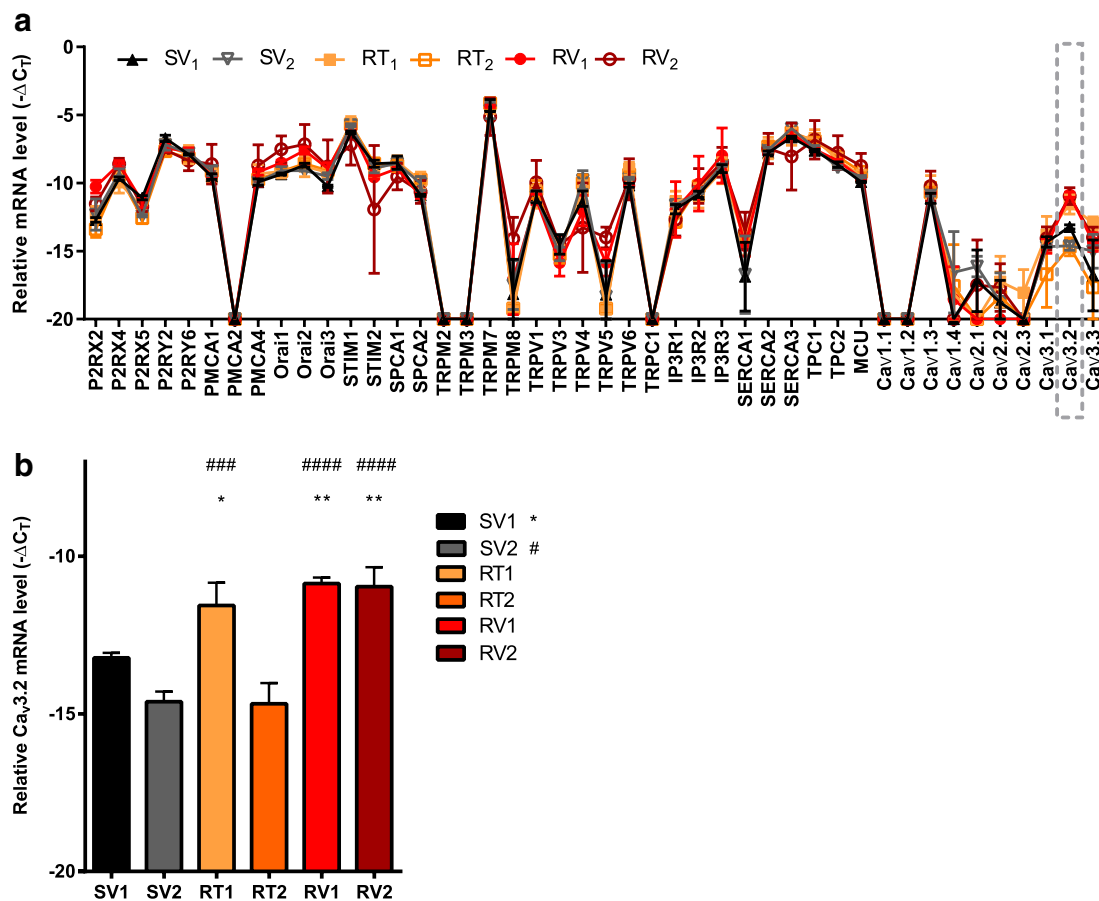 a
Relative mRNA level (-ΔCT)
SV1 SV2 RT1 RT2 RV1 RV2
0
-5
-10
-15
-20
P2RX2
P2RX4
P2RX5
P2RY2
P2RY6
PMCA1
PMCA2
PMCA4
Orai1
Orai2
Orai3
STIM1
STIM2
SPCA1
SPCA2
TRPM2
TRPM3
TRPM7
TRPM8
TRPV1
TRPV3
TRPV4
TRPV5
TRPV6
TRPC1
IP3R1
IP3R2
IP3R3
SERCA1
SERCA2
SERCA3
TPC1
TPC2
MCU
Cav1.1
Cav1.2
Cav1.3
Cav1.4
Cav2.1
Cav2.2
Cav2.3
Cav3.1
Cav3.2
Cav3.3
b
Relative Cav3.2 mRNA level (-ΔCT)
### #### ####
* ** **
-10
-15
-20
SV1 SV2 RT1 RT2 RV1 RV2
SV1 *
SV2 #
RT1
RT2
RV1
RV2